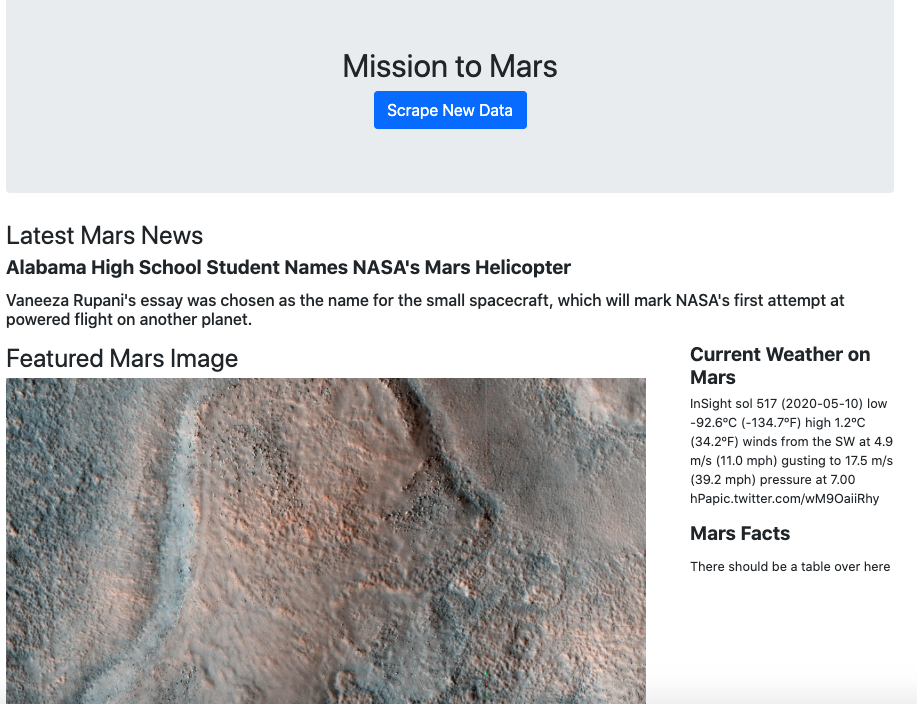 Mission to Mars
Scrape New Data
Latest Mars News
Alabama High School Student Names NASA's Mars Helicopter
Vaneeza Rupani's essay was chosen as the name for the small spacecraft, which will mark NASA's first attempt at
powered flight on another planet.
Featured Mars Image
Current Weather on
Mars
InSight sol 517 (2020-05-10) low
-92.6ºC (-134.7ºF) high 1.2ºC
(34.2ºF) winds from the SW at 4.9
m/s (11.0 mph) gusting to 17.5 m/s
(39.2 mph) pressure at 7.00
hPapic.twitter.com/wM9OaiiRhy
Mars Facts
There should be a table over here